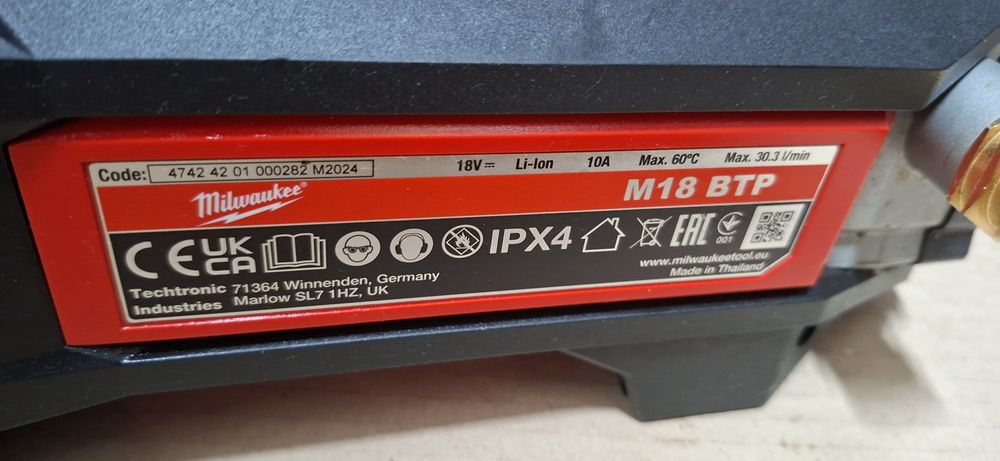 Code: 4742 42 01 000282 M2024
18V Li-Ion 10A Max. 60°C Max. 30.3 l/min
Milwaukee
M18 BTP
CE UK CA IPX4 EAC 001
www.milwaukeetool.eu
Made in Thailand
Techtronic 71364 Winnenden, Germany
Industries Marlow SL7 1HZ, UK